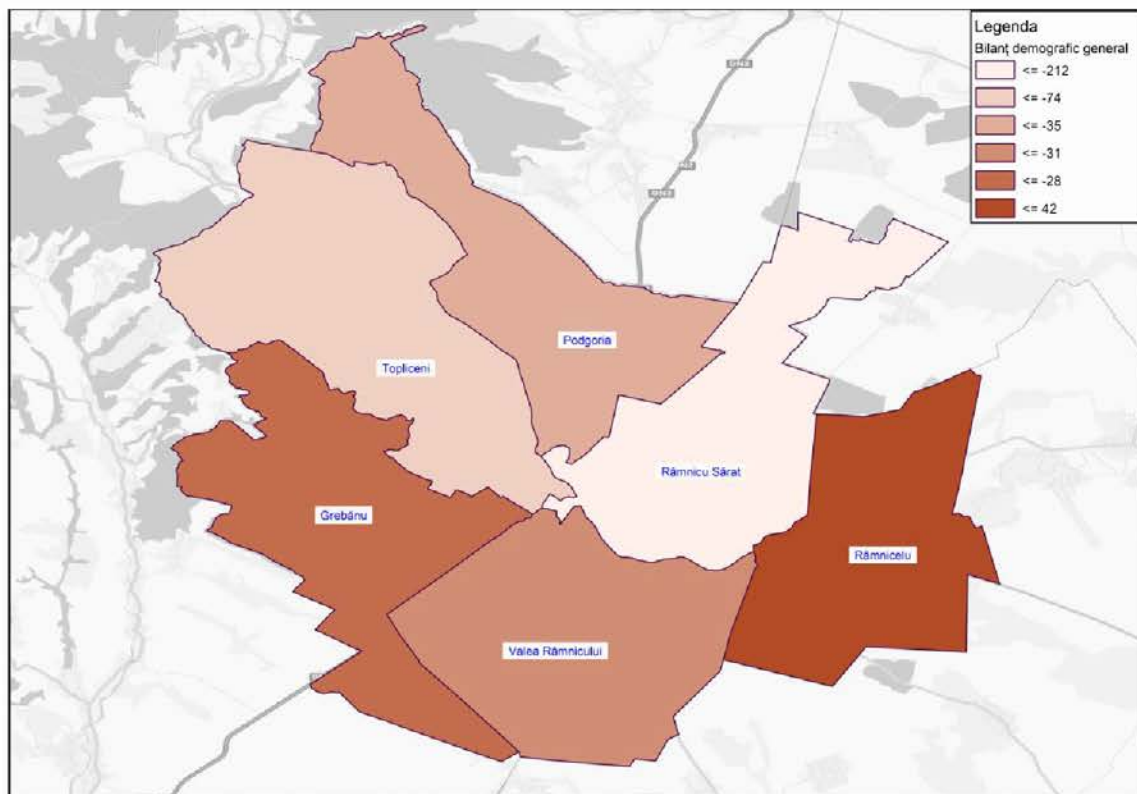 Legenda
Bilanț demografic general
<= -212
<= -74
<= -35
<= -31
<= -28
<= 42
Podgoria
Topliceni
Râmnicu Sărat
Grebănu
Râmnicelu
Valea Râmnicului